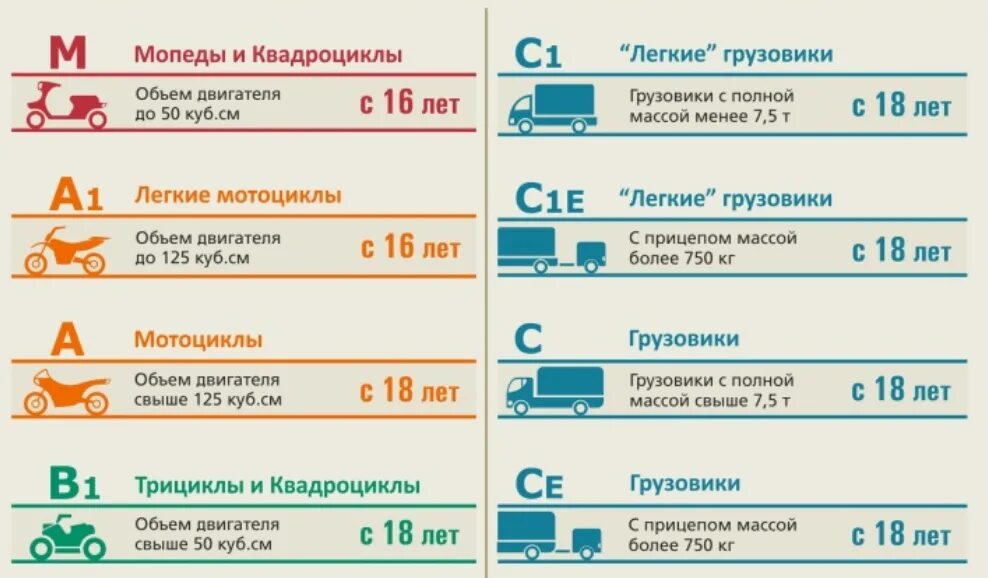 M Мопеды и Квадроциклы
Объем двигателя
до 50 куб.см
с 16 лет
A1 Легкие мотоциклы
Объем двигателя
до 125 куб.см
с 16 лет
A Мотоциклы
Объем двигателя
свыше 125 куб.см
с 18 лет
B1 Трициклы и Квадроциклы
Объем двигателя
свыше 50 куб.см
с 18 лет
C1 “Легкие” грузовики
Грузовики с полной
массой менее 7,5 т
с 18 лет
C1E “Легкие” грузовики
С прицепом массой
более 750 кг
с 18 лет
C Грузовики
Грузовики с полной
массой свыше 7,5 т
с 18 лет
CE Грузовики
С прицепом массой
более 750 кг
с 18 лет